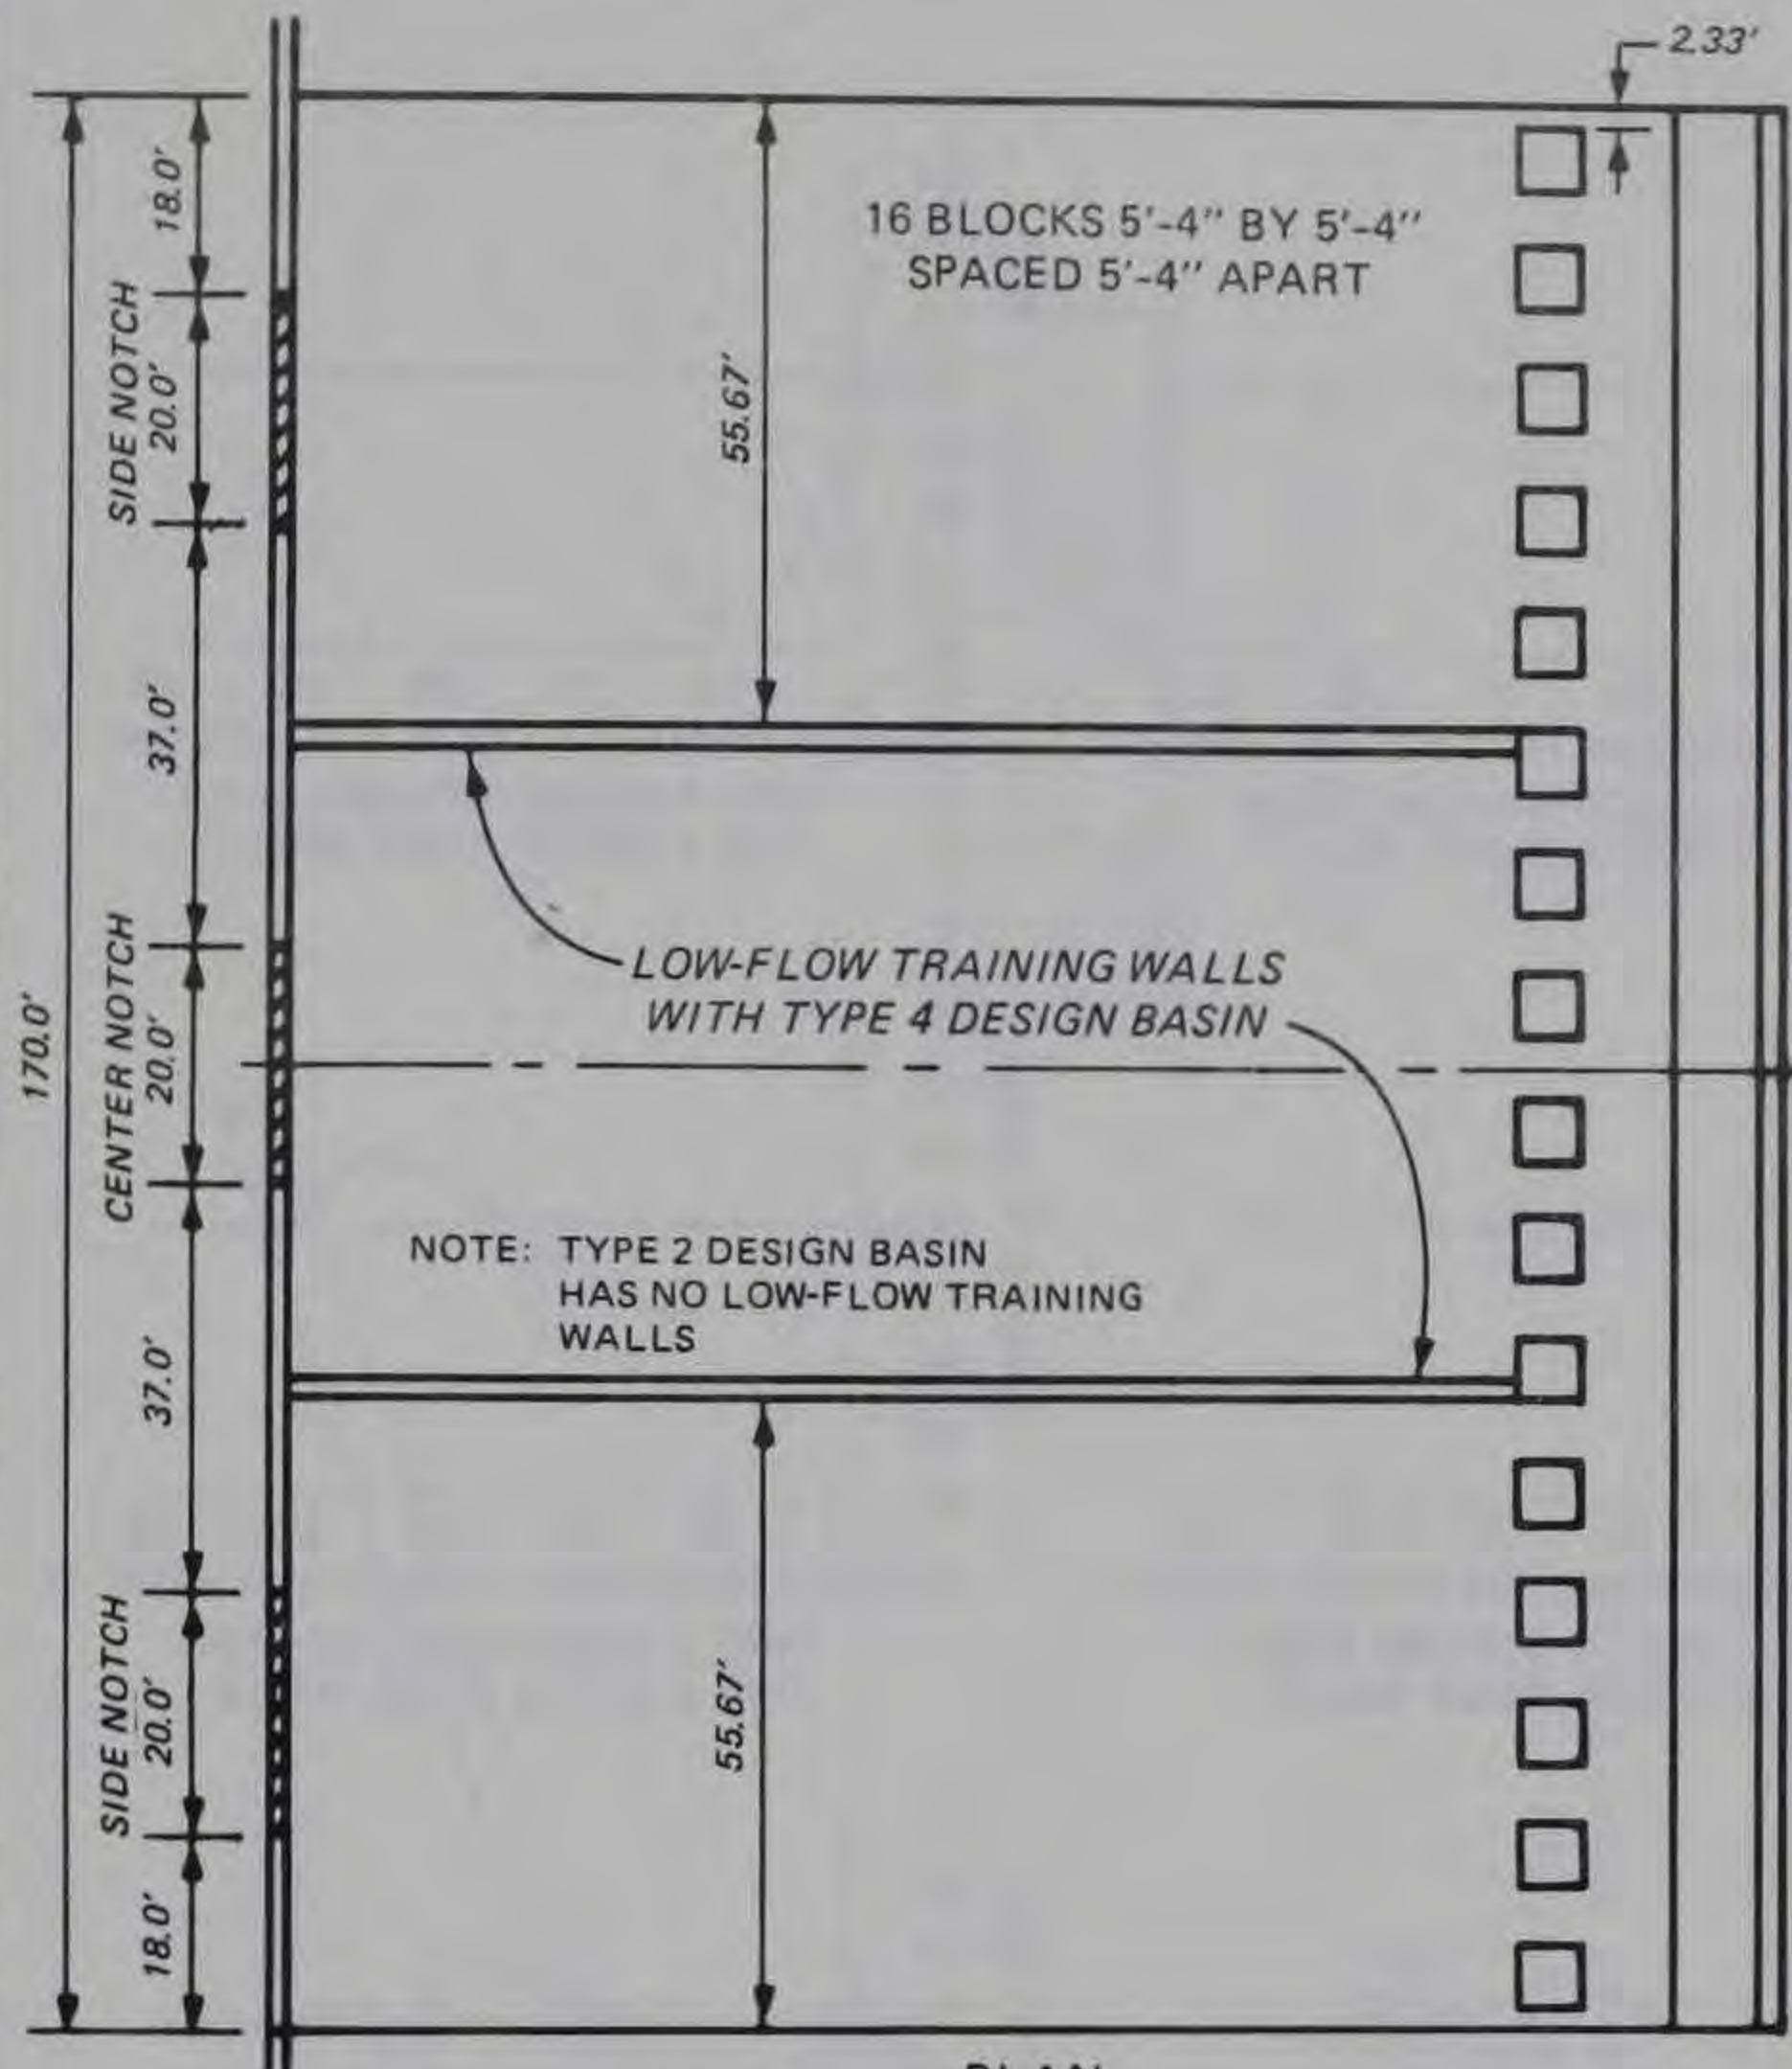 2.33'
18.0'
16 BLOCKS 5'-4" BY 5'-4"
SPACED 5'-4" APART
SIDE NOTCH
20.0'
55.67'
37.0'
LOW-FLOW TRAINING WALLS
WITH TYPE 4 DESIGN BASIN
170.0'
CENTER NOTCH
20.0'
NOTE: TYPE 2 DESIGN BASIN
HAS NO LOW-FLOW TRAINING
WALLS
37.0'
SIDE NOTCH
20.0'
55.67'
18.0'
PLAN